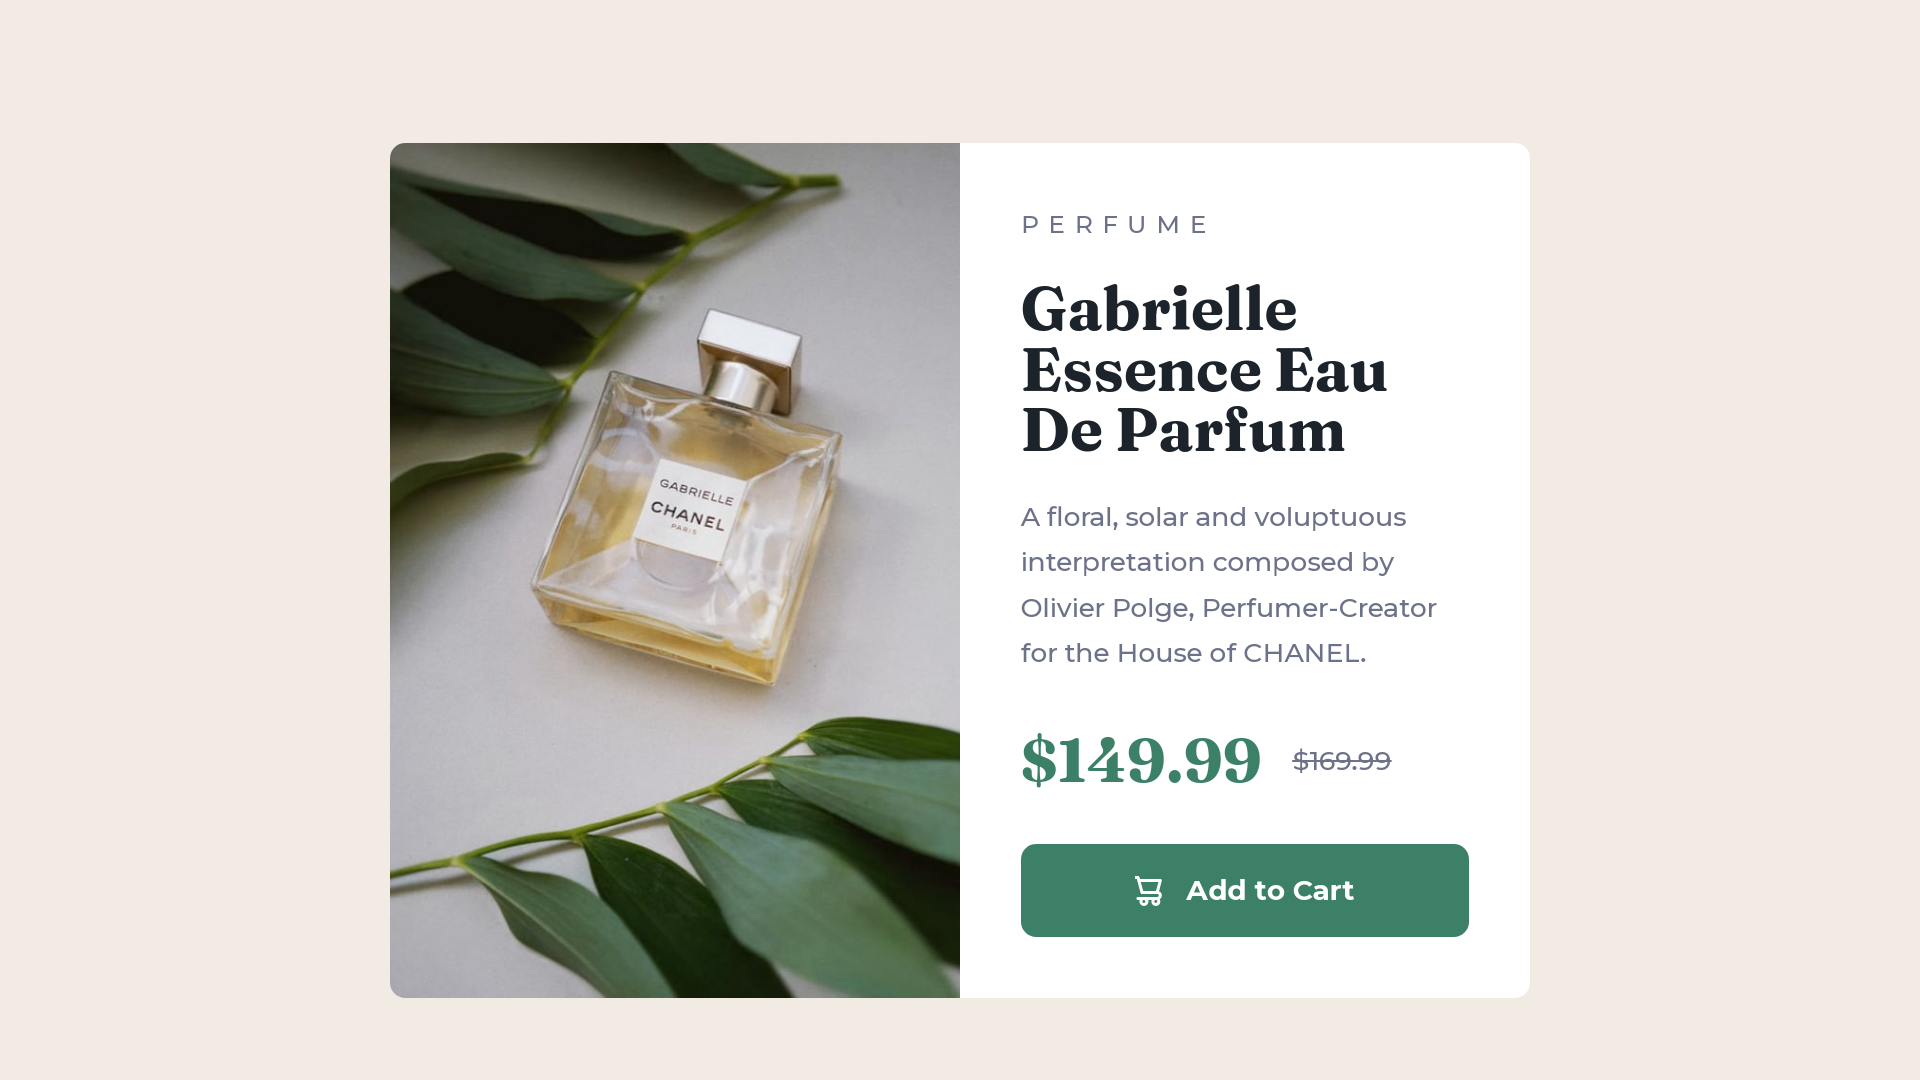 GABRIELLE
CHANEL
PARIS
PERFUME
Gabrielle
Essence Eau
De Parfum
A floral, solar and voluptuous
interpretation composed by
Olivier Polge, Perfumer-Creator
for the House of CHANEL.
$149.99 $169.99
Add to Cart